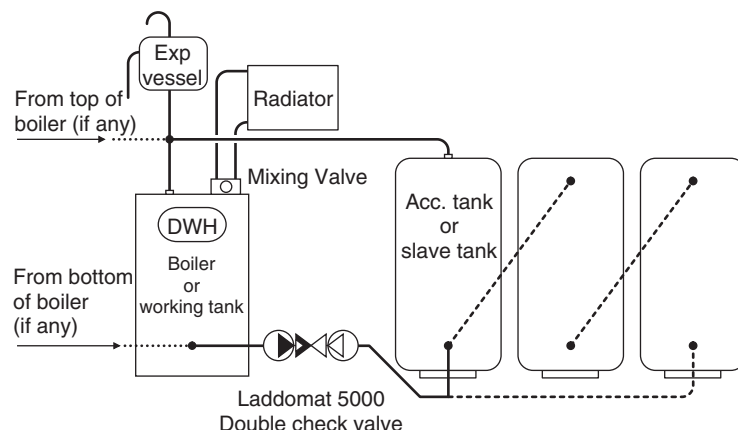 Exp
vessel
From top of
boiler (if any)
Radiator
Mixing Valve
DWH
Boiler
or
working tank
Acc. tank
or
slave tank
From bottom
of boiler
(if any)
Laddomat 5000
Double check valve